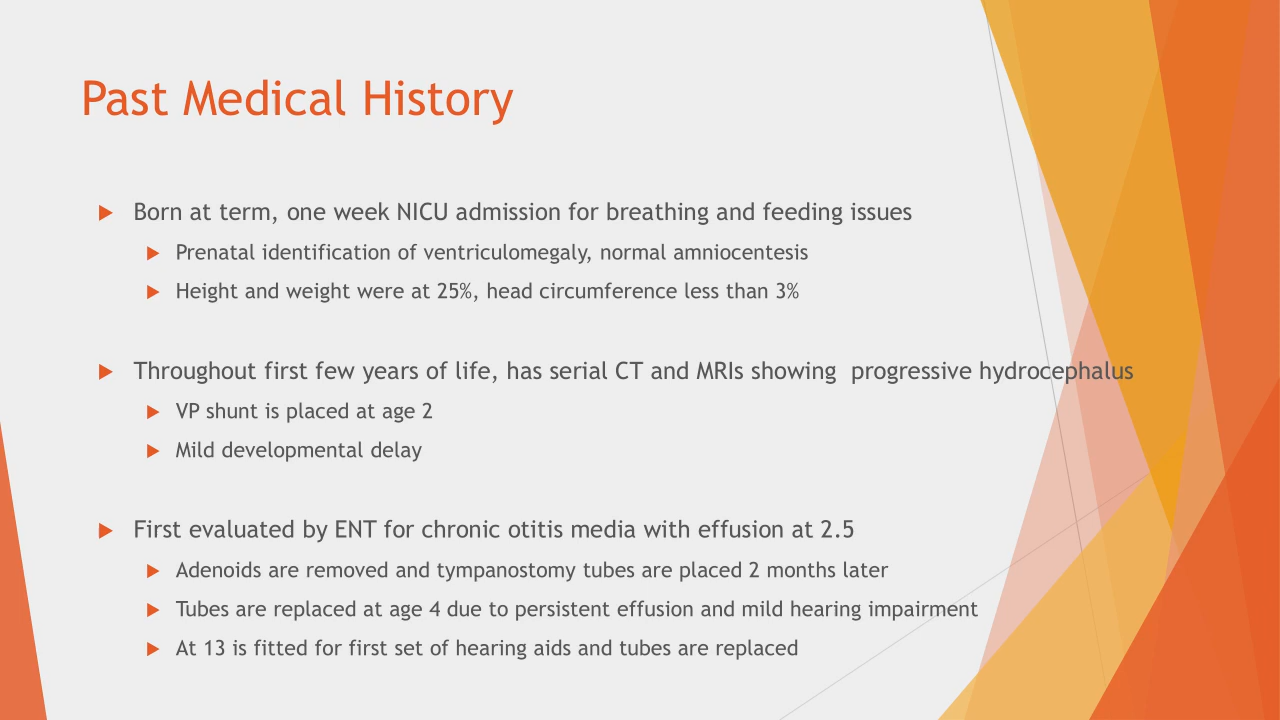 Past Medical History
Born at term, one week NICU admission for breathing and feeding issues
Prenatal identification of ventriculomegaly, normal amniocentesis
Height and weight were at 25%, head circumference less than 3%
Throughout first few years of life, has serial CT and MRIs showing  progressive hydrocephalus
VP shunt is placed at age 2
Mild developmental delay
First evaluated by ENT for chronic otitis media with effusion at 2.5
Adenoids are removed and tympanostomy tubes are placed 2 months later
Tubes are replaced at age 4 due to persistent effusion and mild hearing impairment
At 13 is fitted for first set of hearing aids and tubes are replaced